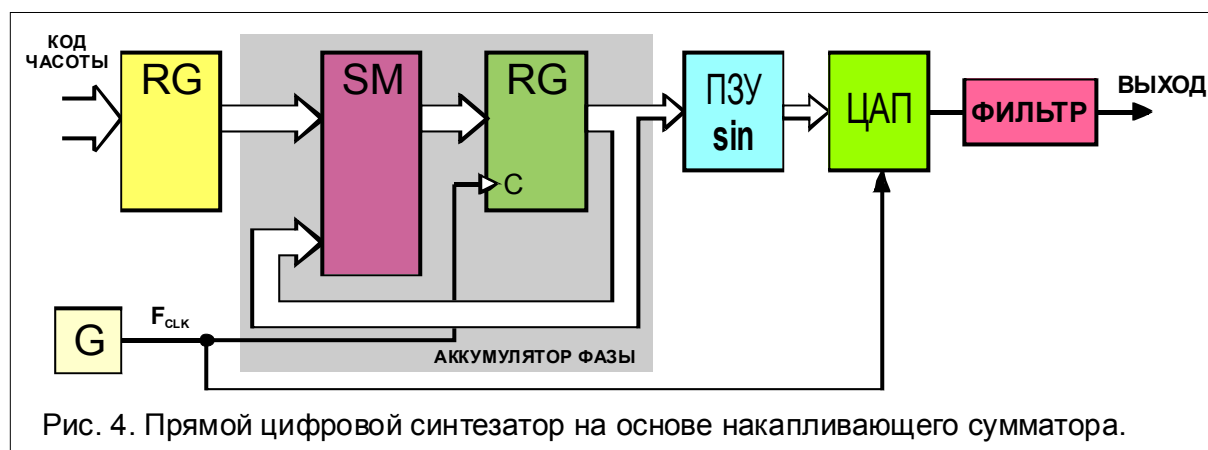 КОД
ЧАСОТЫ
RG
SM
RG
C
ПЗУ
sin
ЦАП
ФИЛЬТР
ВЫХОД
G
FCLK
АККУМУЛЯТОР ФАЗЫ
Рис. 4. Прямой цифровой синтезатор на основе накапливающего сумматора.